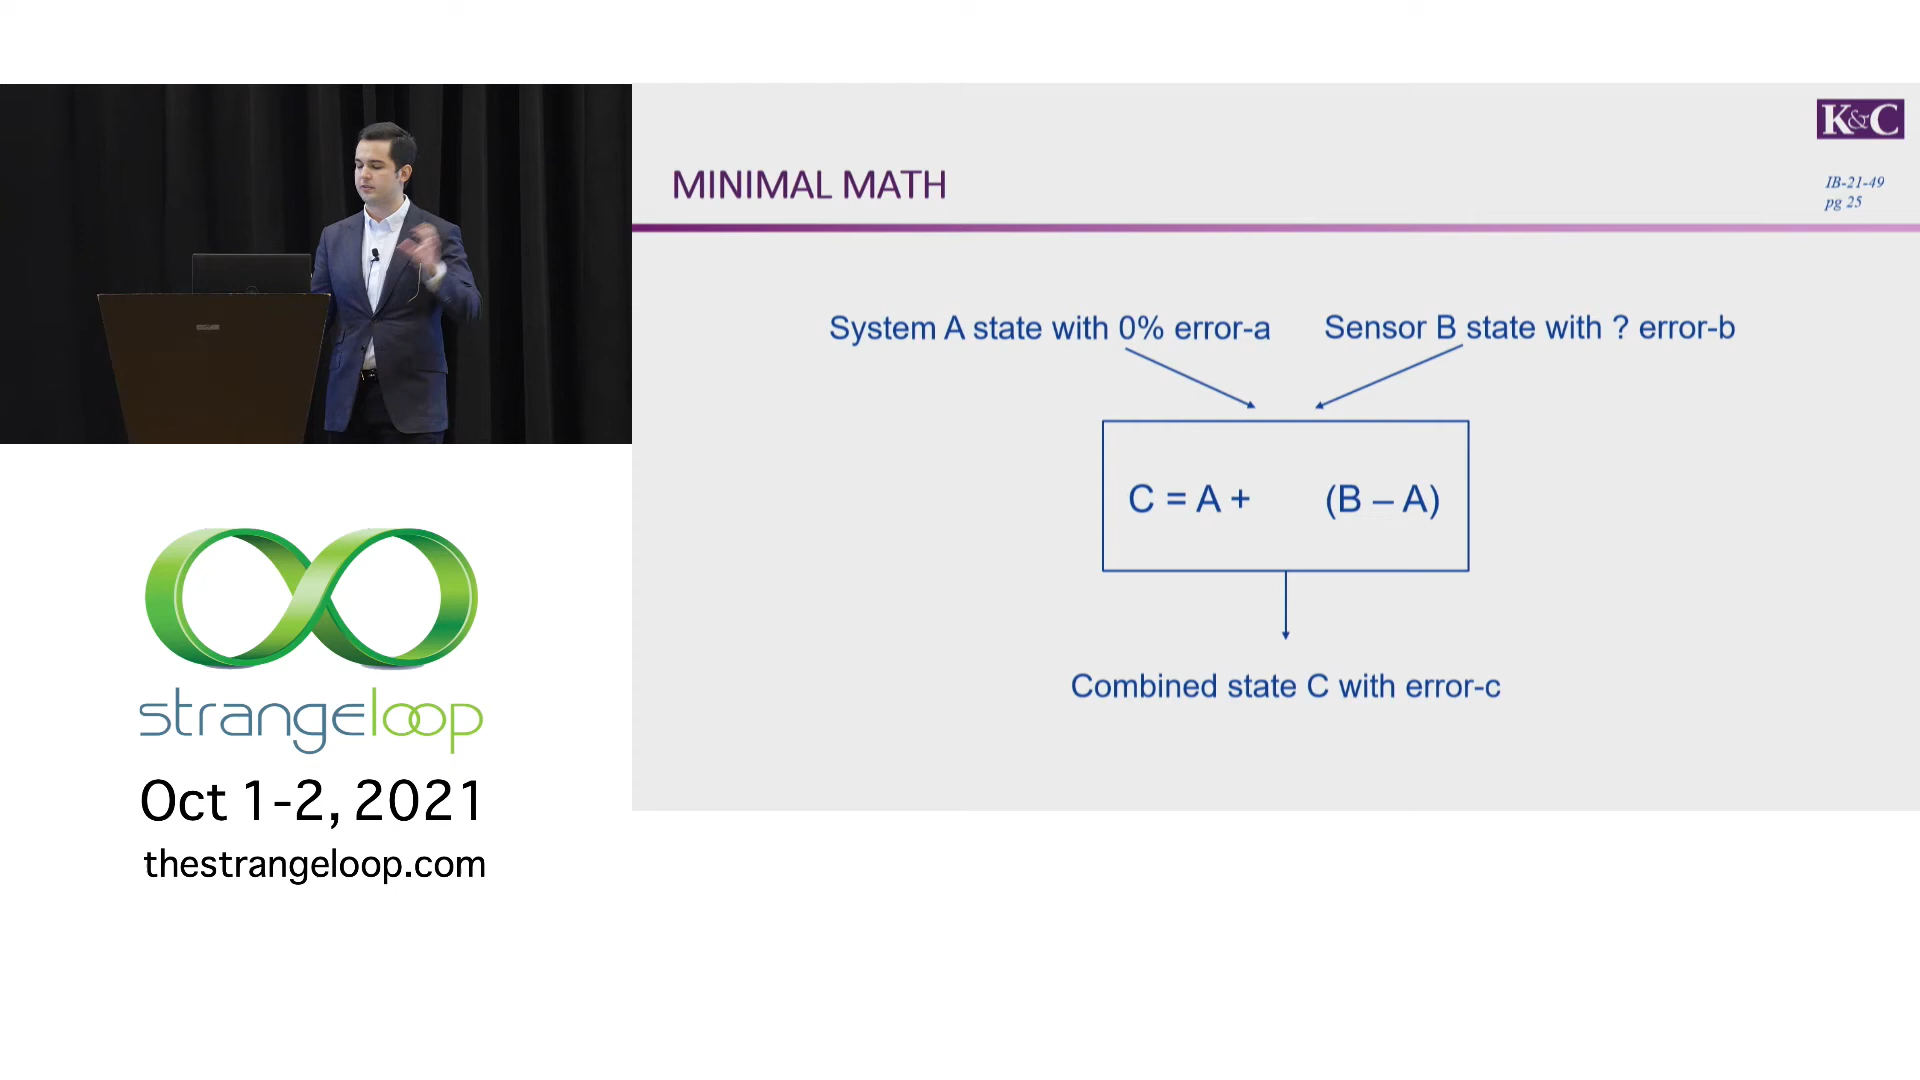 K&C
IB-21-49
pg 25
MINIMAL MATH
System A state with 0% error-a
Sensor B state with ? error-b
C = A + (B – A)
Combined state C with error-c
strangeloop
Oct 1-2, 2021
thestrangeloop.com